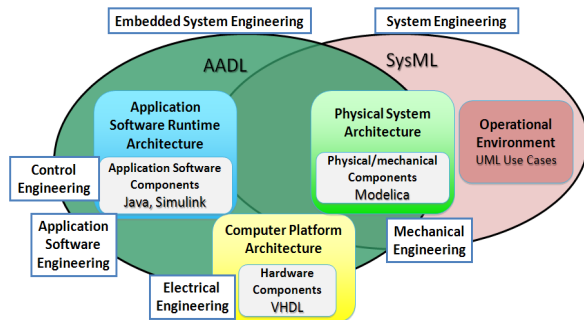 Embedded System Engineering
System Engineering
AADL
SysML
Application
Software Runtime
Architecture
Application Software
Components
Java, Simulink
Physical System
Architecture
Physical/mechanical
Components
Modelica
Operational
Environment
UML Use Cases
Control
Engineering
Application
Software
Engineering
Computer Platform
Architecture
Hardware
Components
VHDL
Electrical
Engineering
Mechanical
Engineering